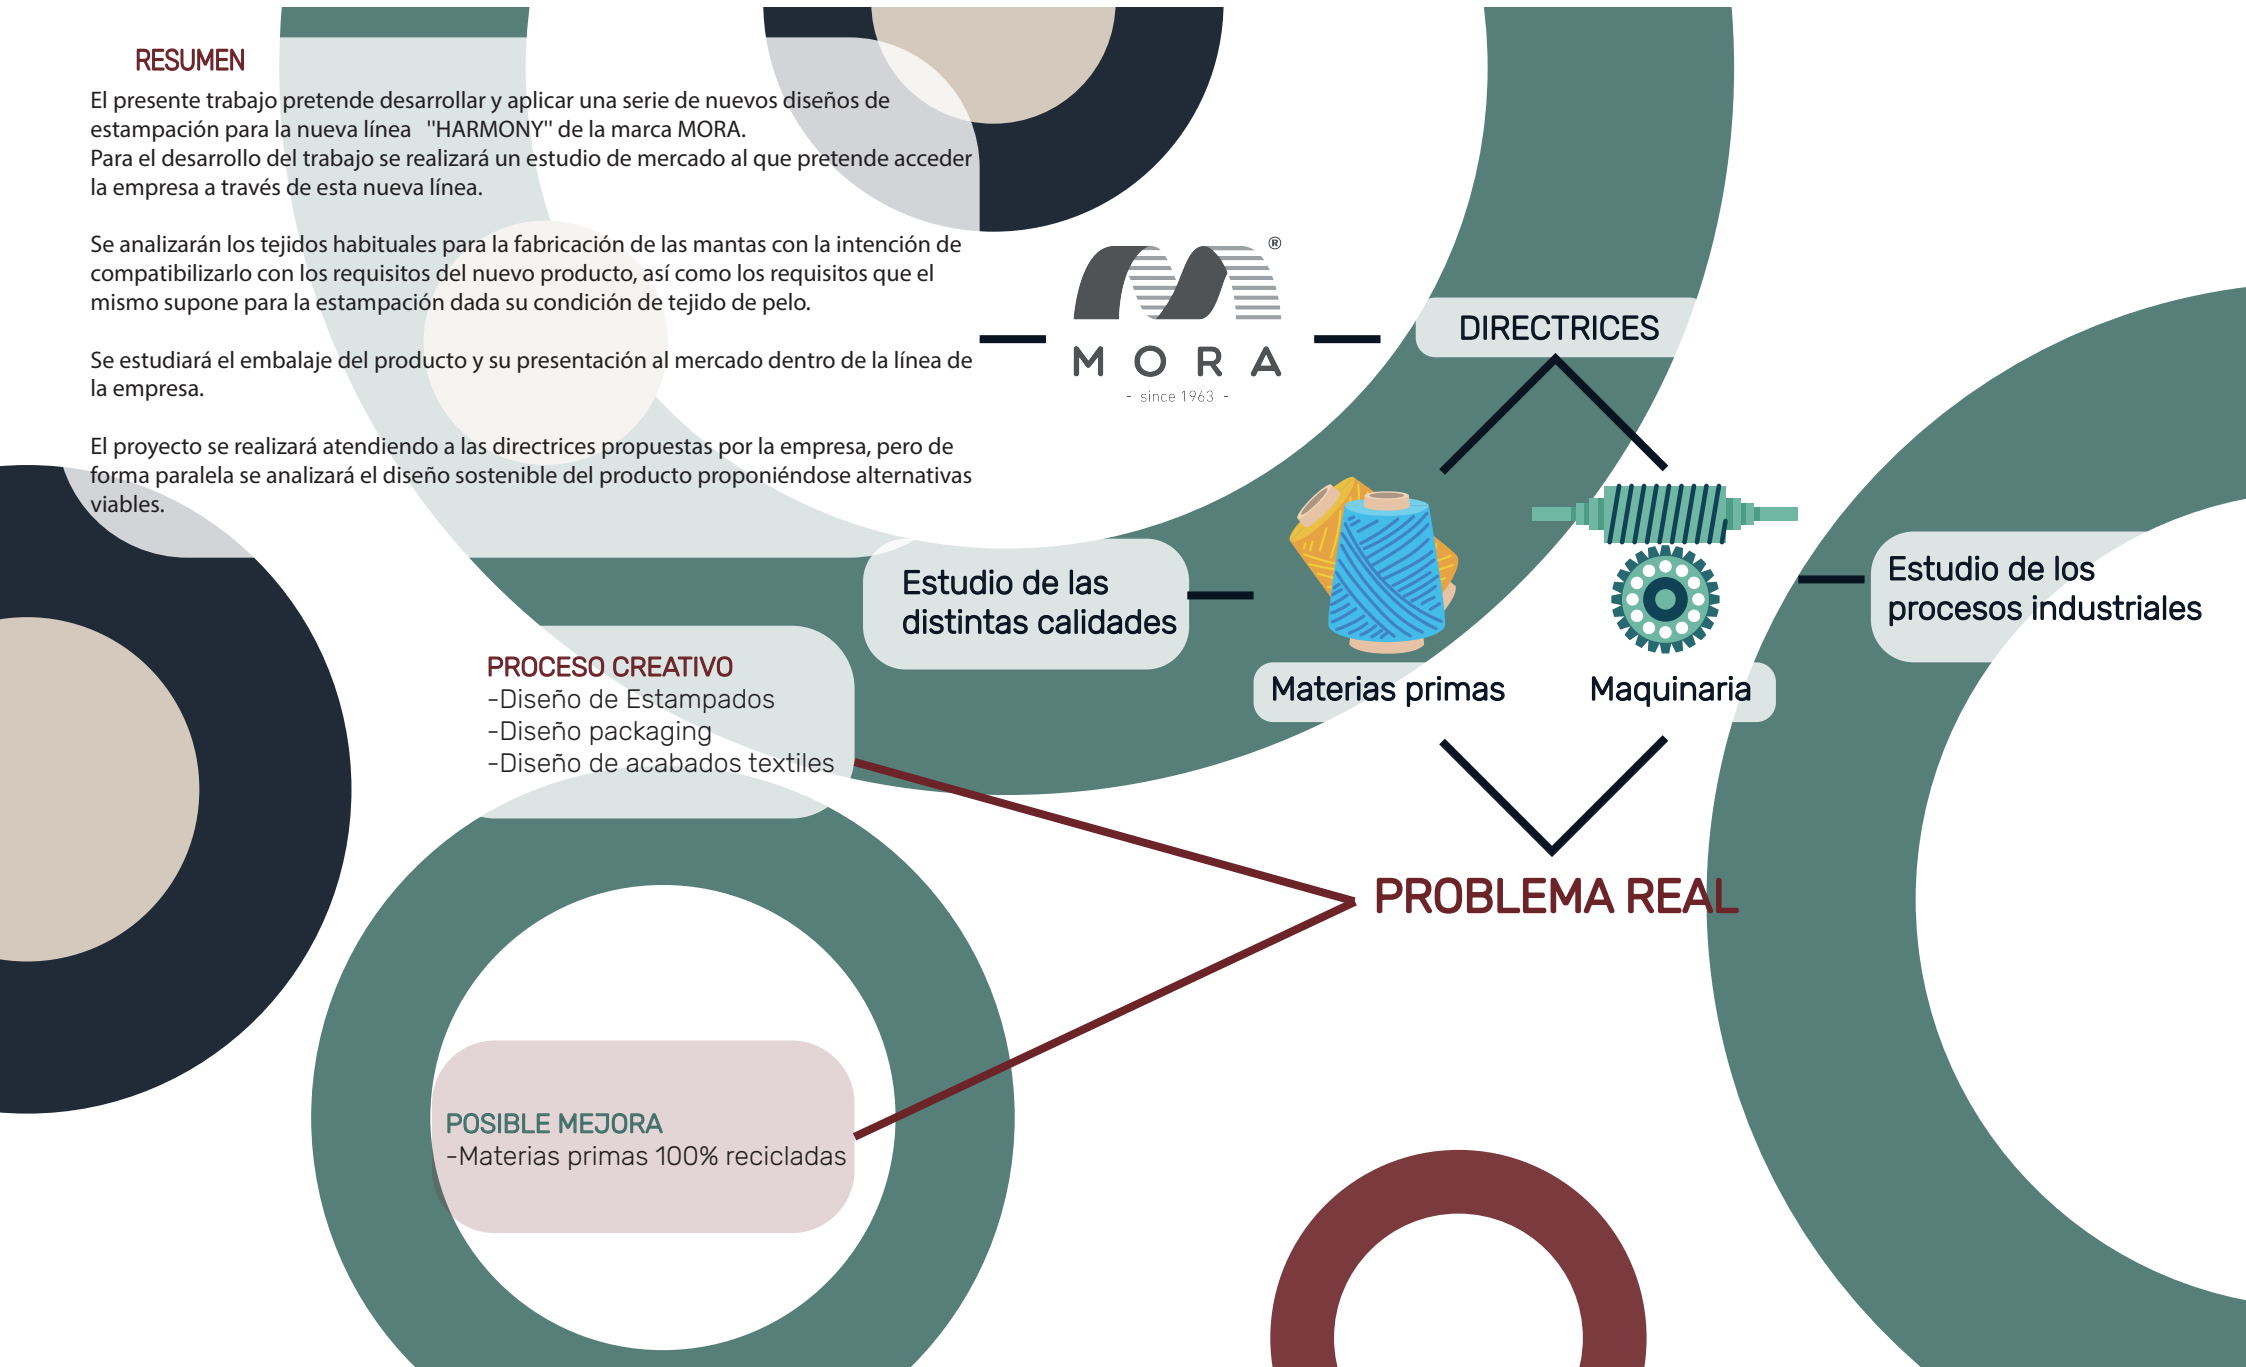 RESUMEN
El presente trabajo pretende desarrollar y aplicar una serie de nuevos diseños de
estampación para la nueva línea "HARMONY" de la marca MORA.
Para el desarrollo del trabajo se realizará un estudio de mercado al que pretende acceder
la empresa a través de esta nueva línea.
Se analizarán los tejidos habituales para la fabricación de las mantas con la intención de
compatibilizarlo con los requisitos del nuevo producto, así como los requisitos que el
mismo supone para la estampación dada su condición de tejido de pelo.
Se estudiará el embalaje del producto y su presentación al mercado dentro de la línea de
la empresa.
El proyecto se realizará atendiendo a las directrices propuestas por la empresa, pero de
forma paralela se analizará el diseño sostenible del producto proponiéndose alternativas
viables.
®
MORA
- since 1963 -
DIRECTRICES
Estudio de las
distintas calidades
Estudio de los
procesos industriales
Materias primas
Maquinaria
PROCESO CREATIVO
-Diseño de Estampados
-Diseño packaging
-Diseño de acabados textiles
PROBLEMA REAL
POSIBLE MEJORA
-Materias primas 100% recicladas